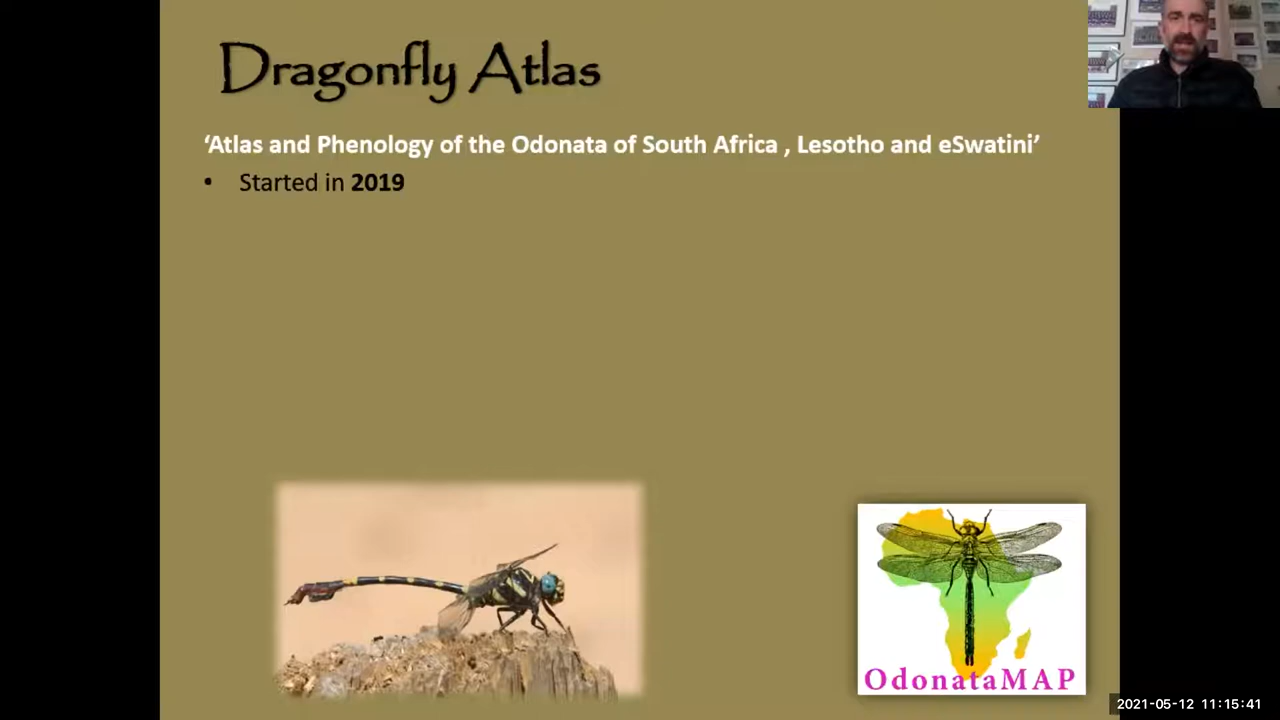 Dragonfly Atlas
‘Atlas and Phenology of the Odonata of South Africa , Lesotho and eSwatini’
• Started in 2019
OdonataMAP
2021-05-12 11:15:41